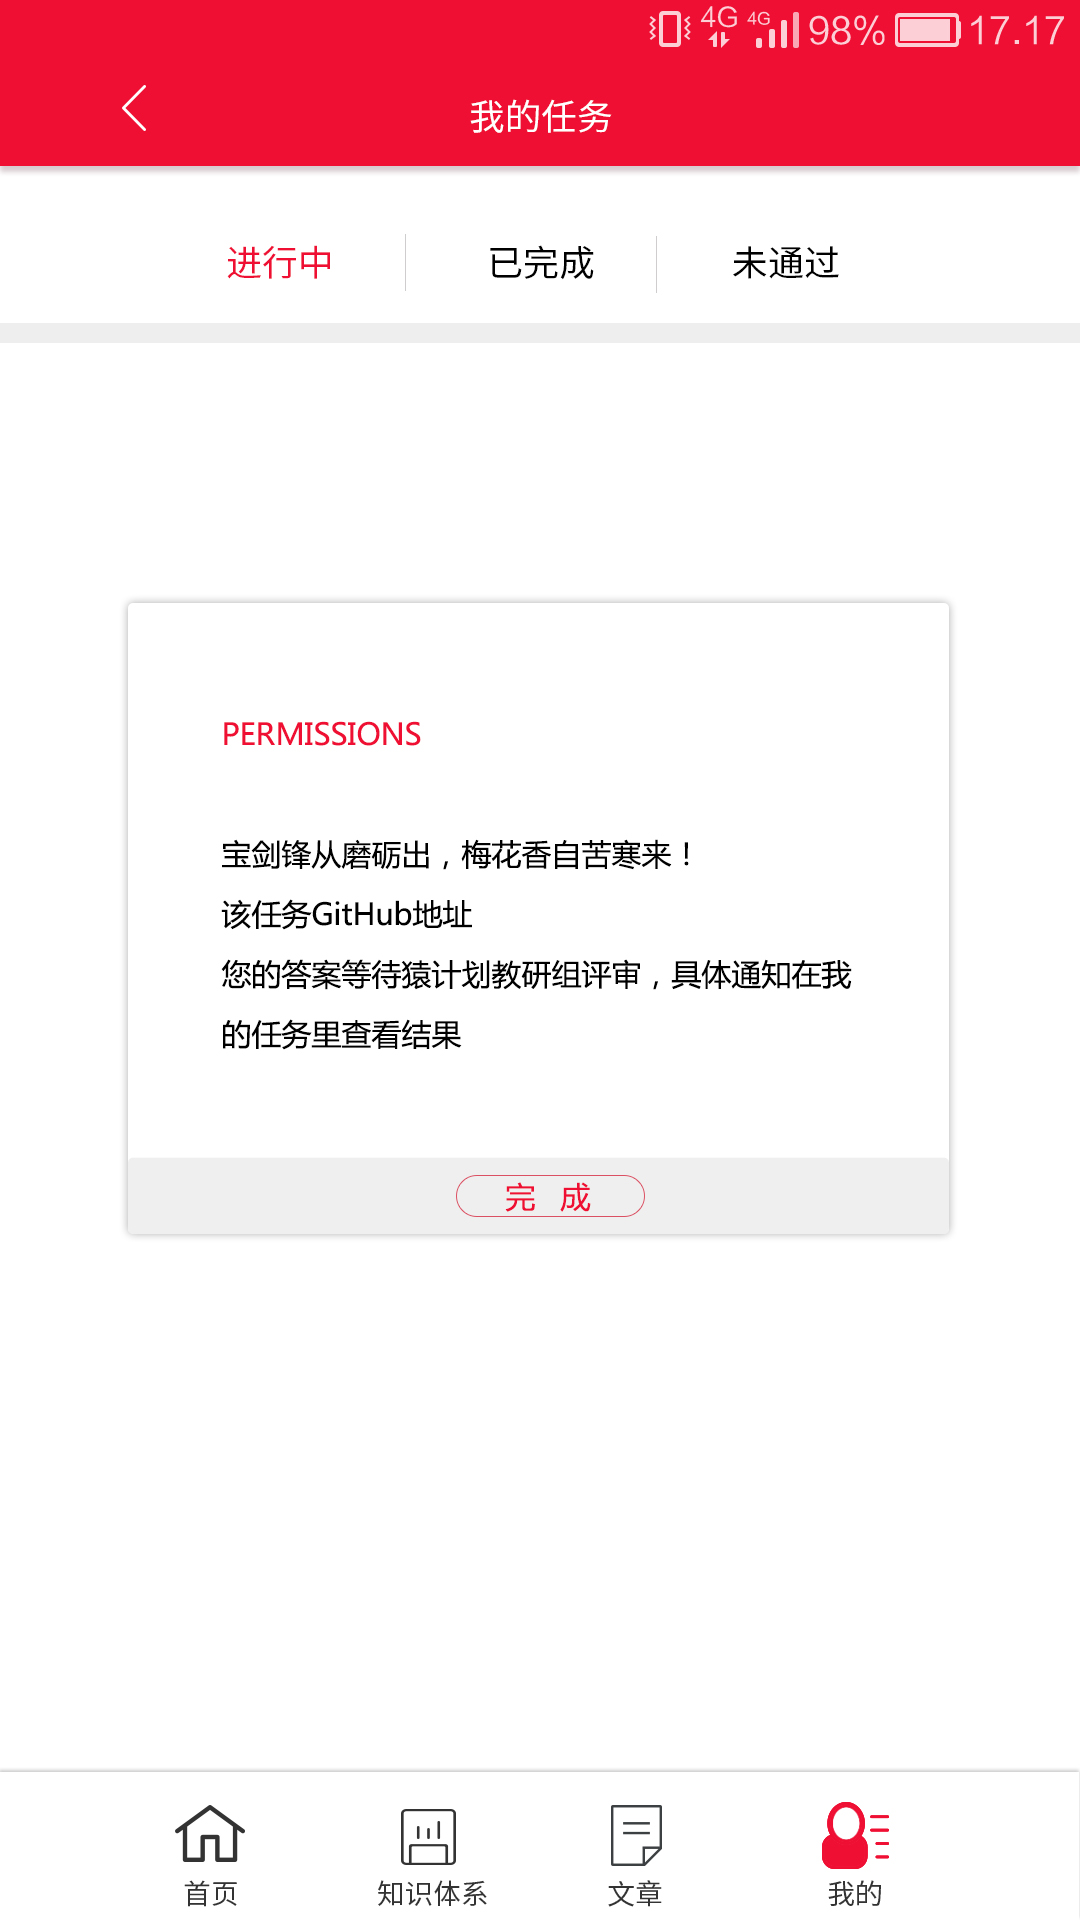 4G 4G 98% 17.17
我的任务
进行中 已完成 未通过
PERMISSIONS
宝剑锋从磨砺出，梅花香自苦寒来！
该任务GitHub地址
您的答案等待猿计划教研组评审，具体通知在我
的任务里查看结果
完 成
首页 知识体系 文章 我的